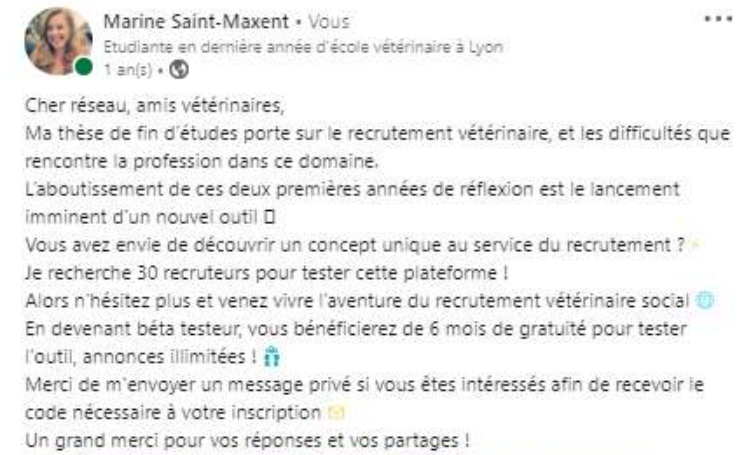 Marine Saint-Maxent • Vous
Etudiante en dernière année d'école vétérinaire à Lyon
1 an(s) •
Cher réseau, amis vétérinaires,
Ma thèse de fin d'études porte sur le recrutement vétérinaire, et les difficultés que
rencontre la profession dans ce domaine.
L'aboutissement de ces deux premières années de réflexion est le lancement
imminent d'un nouvel outil
Vous avez envie de découvrir un concept unique au service du recrutement ?
Je recherche 30 recruteurs pour tester cette plateforme !
Alors n'hésitez plus et venez vivre l'aventure du recrutement vétérinaire social
En devenant béta testeur, vous bénéficierez de 6 mois de gratuité pour tester
l'outil, annonces illimitées !
Merci de m'envoyer un message privé si vous êtes intéressés afin de recevoir le
code nécessaire à votre inscription
Un grand merci pour vos réponses et vos partages !